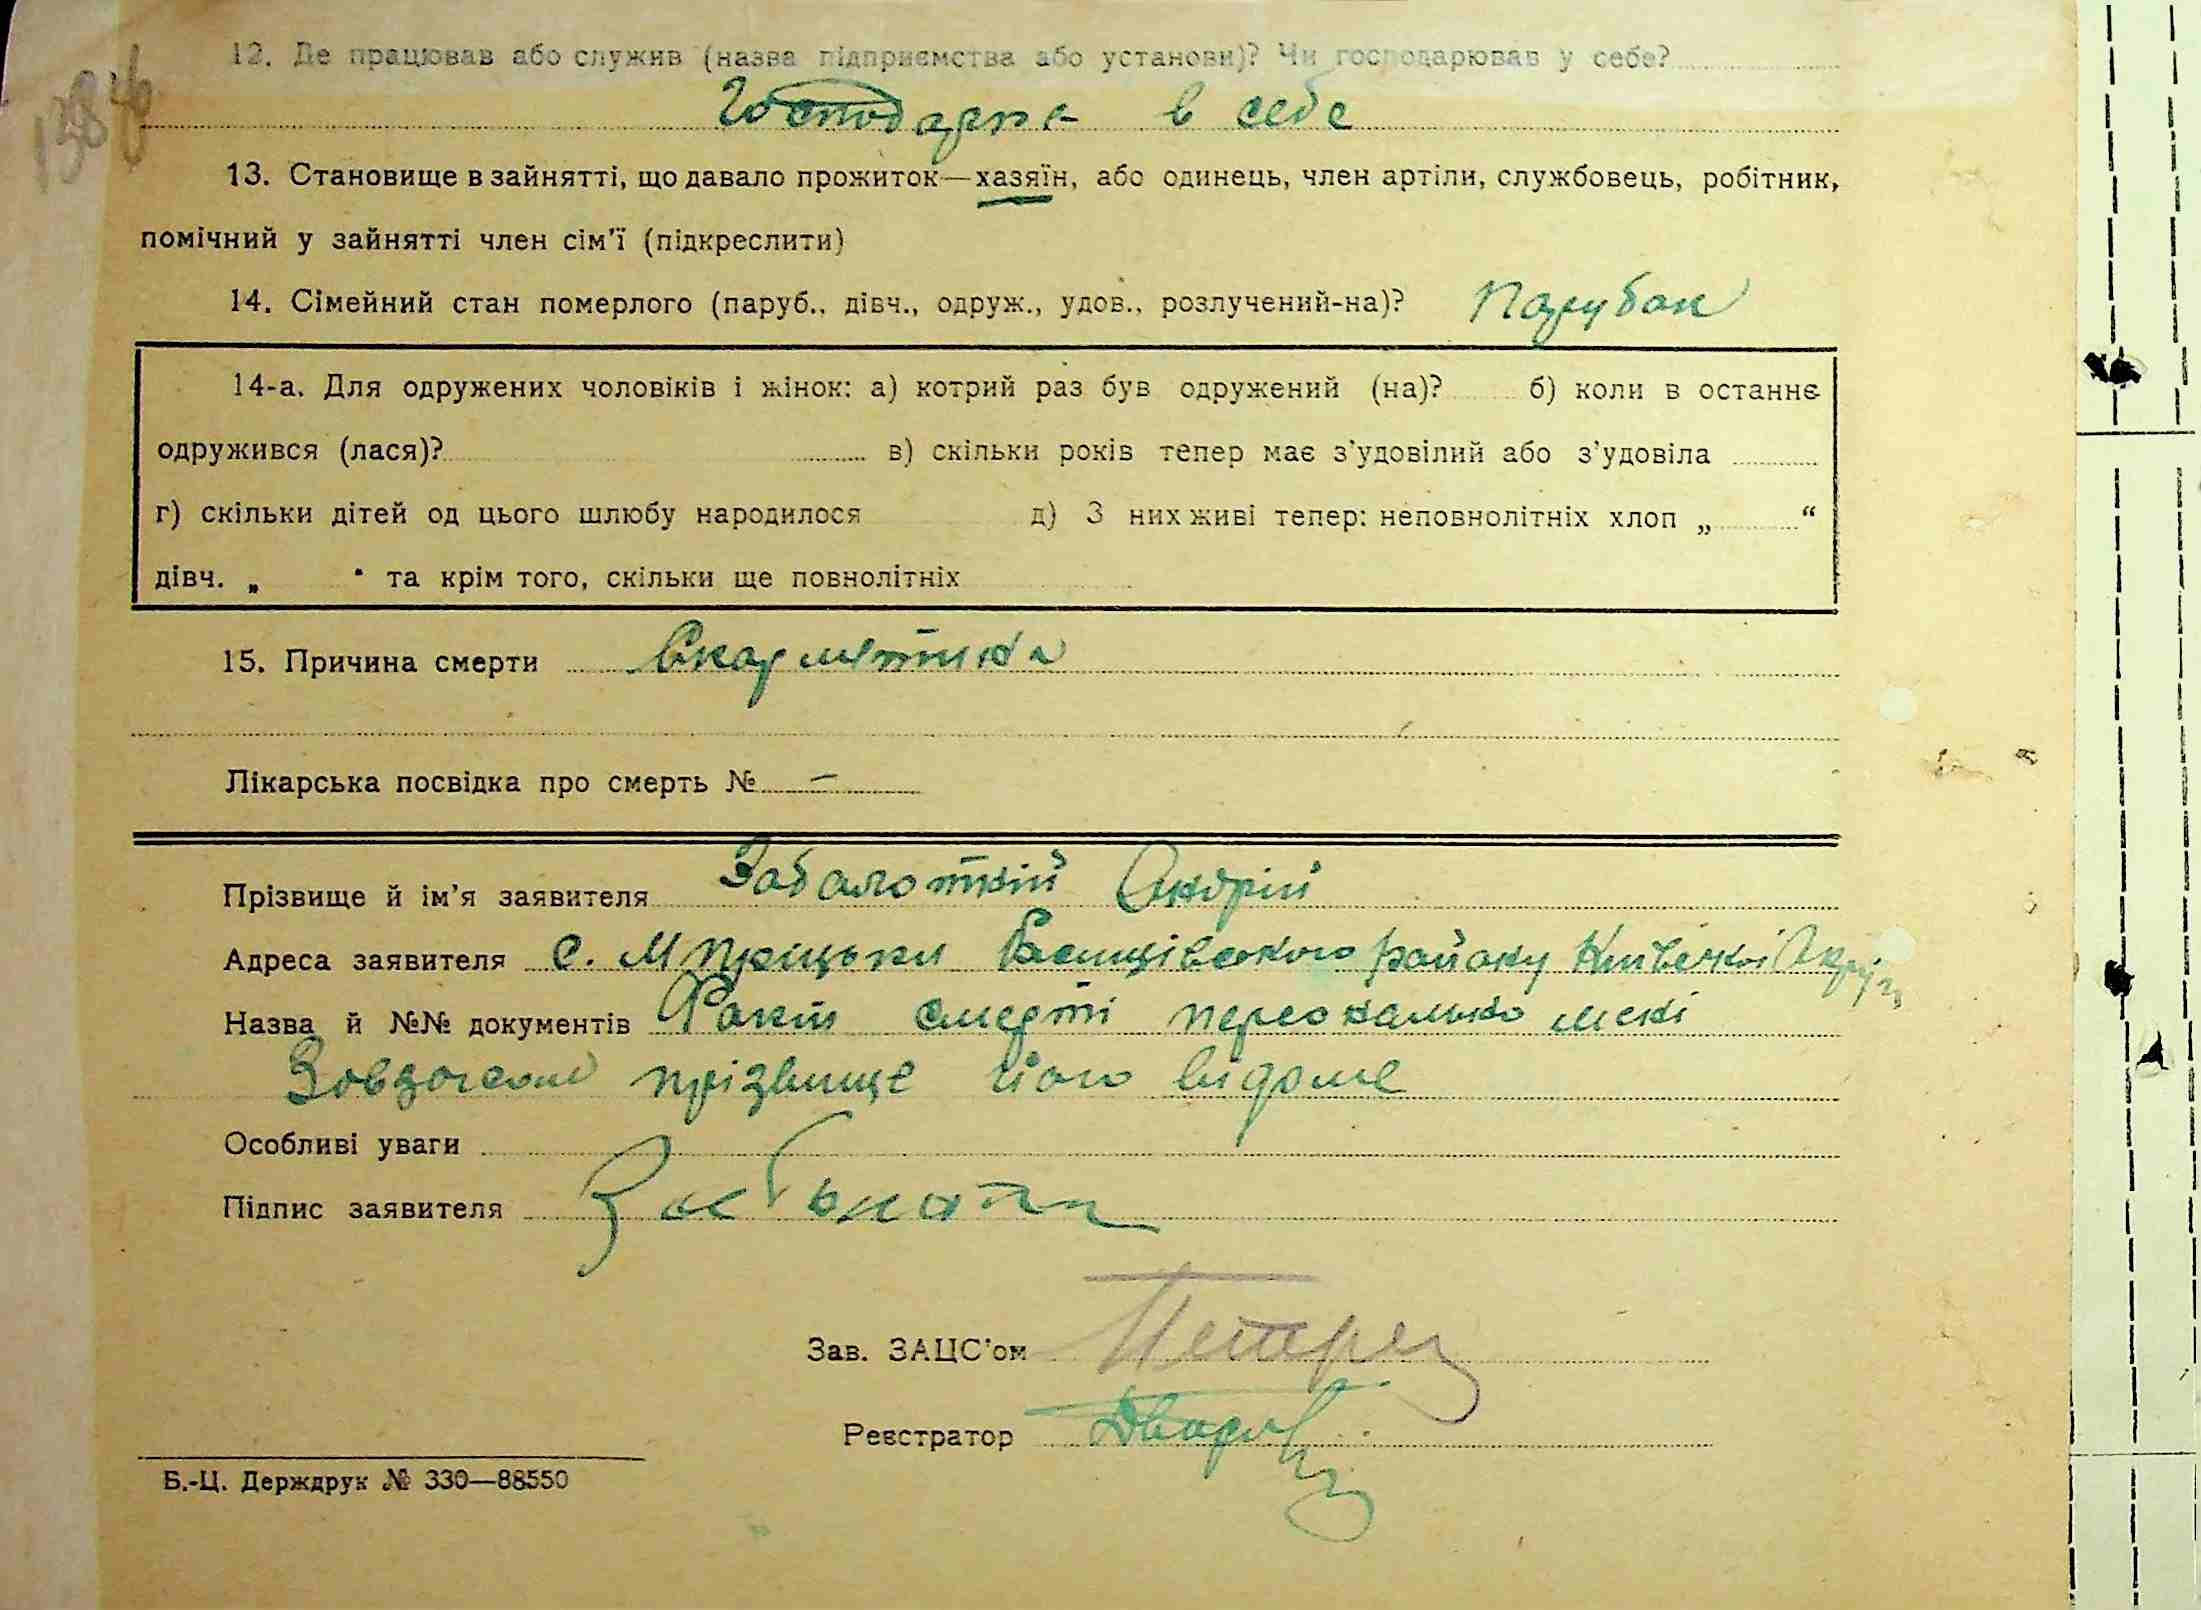 138
12. Де працював або служив (назва підприємства або установи)? Чи господарював у себе?
в себе
13. Становище в зайнятті, що давало прожиток—хазяїн, або одинець, член артіли, службовець, робітник,
помічний у зайнятті член сім'ї (підкреслити)
14. Сімейний стан померлого (паруб., дівч., одруж., удов., розлучений-на)? Парубок
14-а. Для одружених чоловіків і жінок: а) котрий раз був одружений (на)? б) коли в останнє
одружився (лася)? в) скільки років тепер має з'удовілий або з'удовіла
г) скільки дітей од цього шлюбу народилося д) З них живі тепер: неповнолітніх хлоп „ “
дівч. „ “ та крім того, скільки ще повнолітніх
15. Причина смерти Скарлатина
Лікарська посвідка про смерть № –
Прізвище й ім'я заявителя Заболоткій Андрій
Адреса заявителя с. району
Назва й №№ документів Факт смерті персонально мені
прізвище його відоме
Особливі уваги
Підпис заявителя
Зав. ЗАЦС'ом
Реєстратор
Б.-Ц. Держдрук № 330—88550